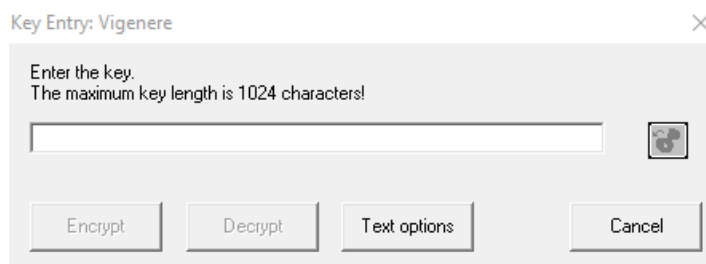 Key Entry: Vigenere
Enter the key.
The maximum key length is 1024 characters!
Encrypt Decrypt Text options Cancel